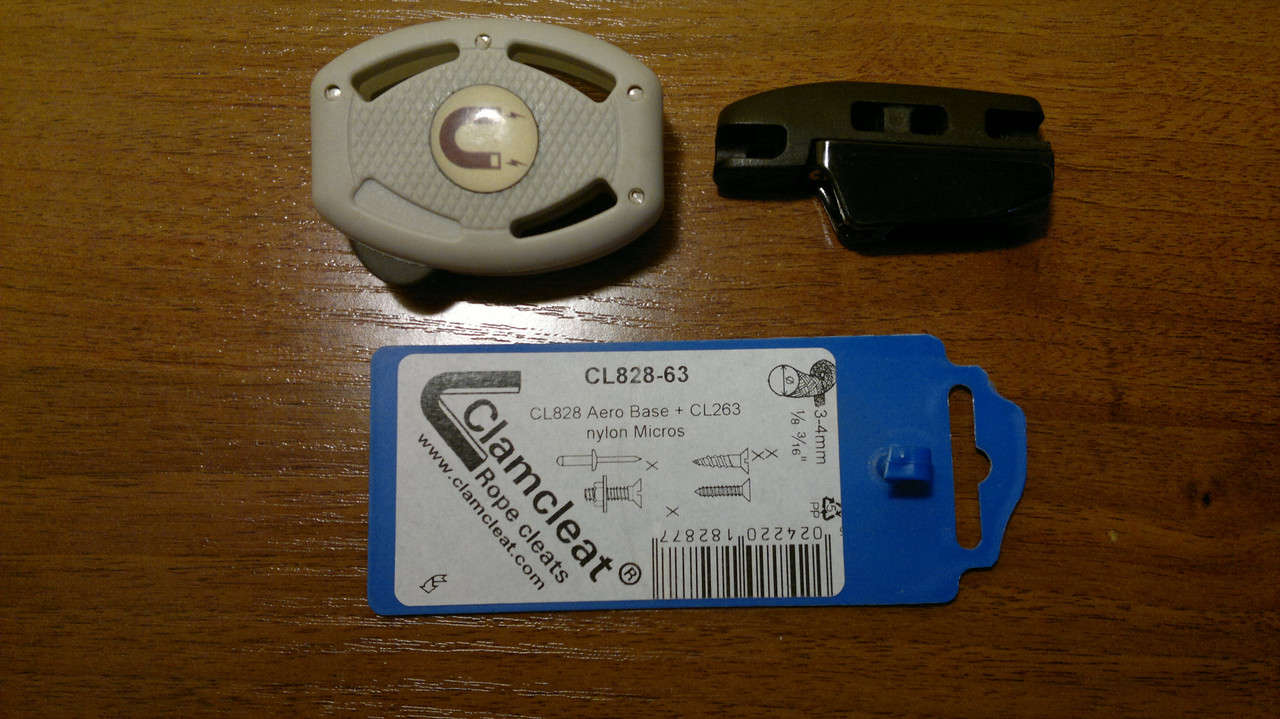 CL828-63
CL828 Aero Base + CL263
nylon Micros
Clamcleat®
Rope cleats
www.clamcleat.com
Ø
3-4mm
1/8 3/16"
x
x x
x
5
PP
024220 182877